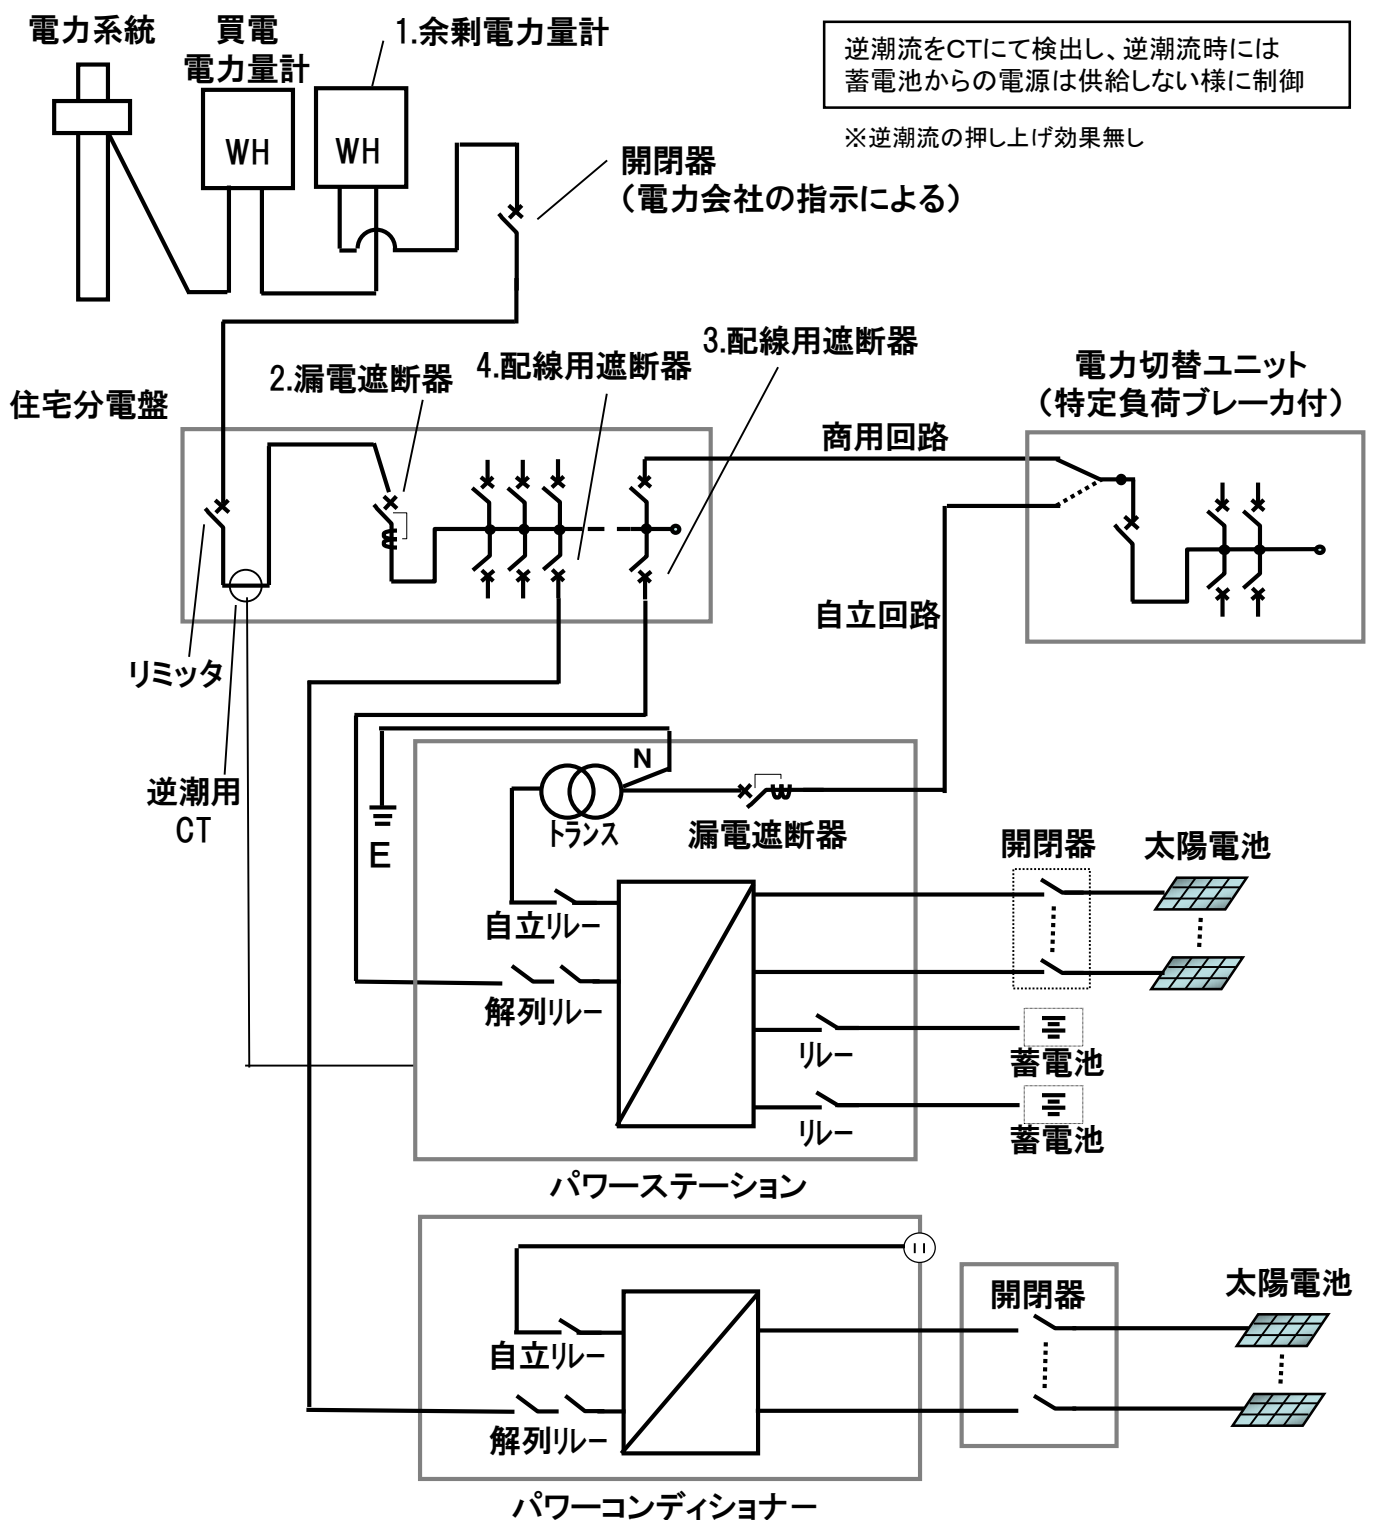 電力系統
買電
電力量計
1.余剰電力量計
逆潮流をCTにて検出し、逆潮流時には
蓄電池からの電源は供給しない様に制御
※逆潮流の押し上げ効果無し
WH
WH
開閉器
（電力会社の指示による）
住宅分電盤
2.漏電遮断器
4.配線用遮断器
3.配線用遮断器
電力切替ユニット
（特定負荷ブレーカ付）
商用回路
自立回路
リミッタ
逆潮用
CT
E
N
トランス
漏電遮断器
開閉器
太陽電池
自立リレー
解列リレー
リレー
蓄電池
リレー
蓄電池
パワーステーション
開閉器
太陽電池
自立リレー
解列リレー
パワーコンディショナー